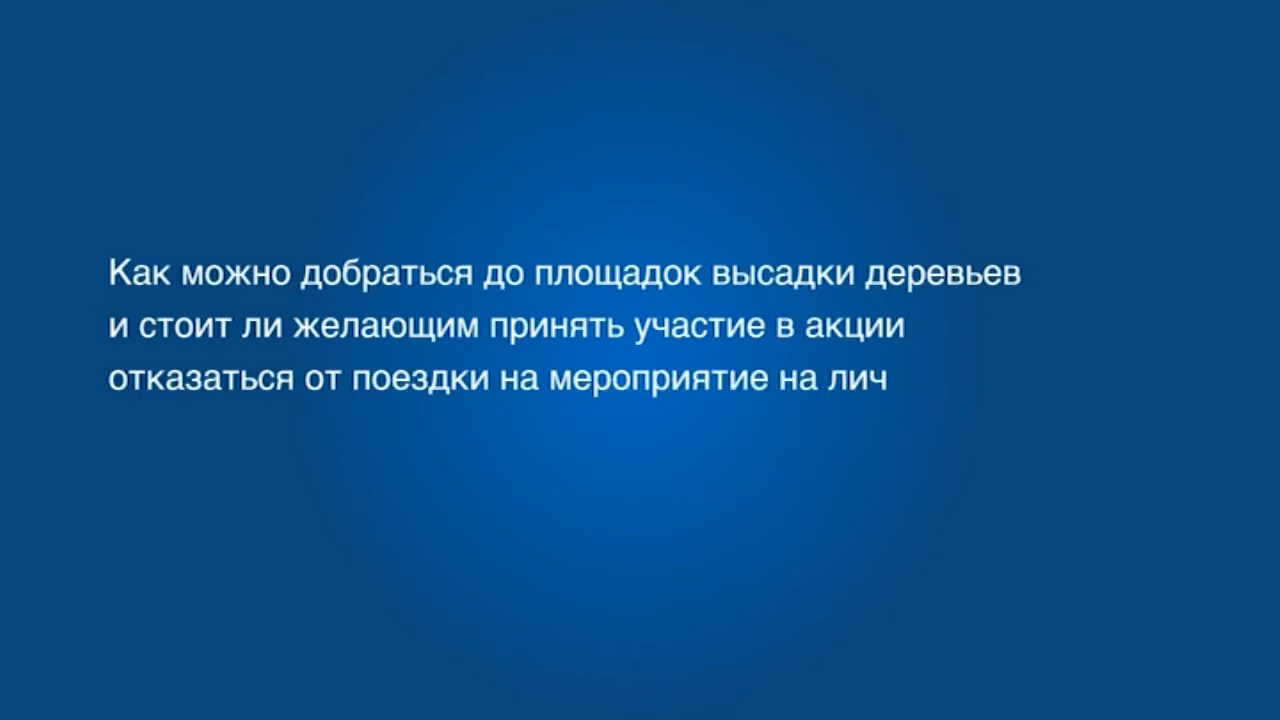 Как можно добраться до площадок высадки деревьев
и стоит ли желающим принять участие в акции
отказаться от поездки на мероприятие на лич